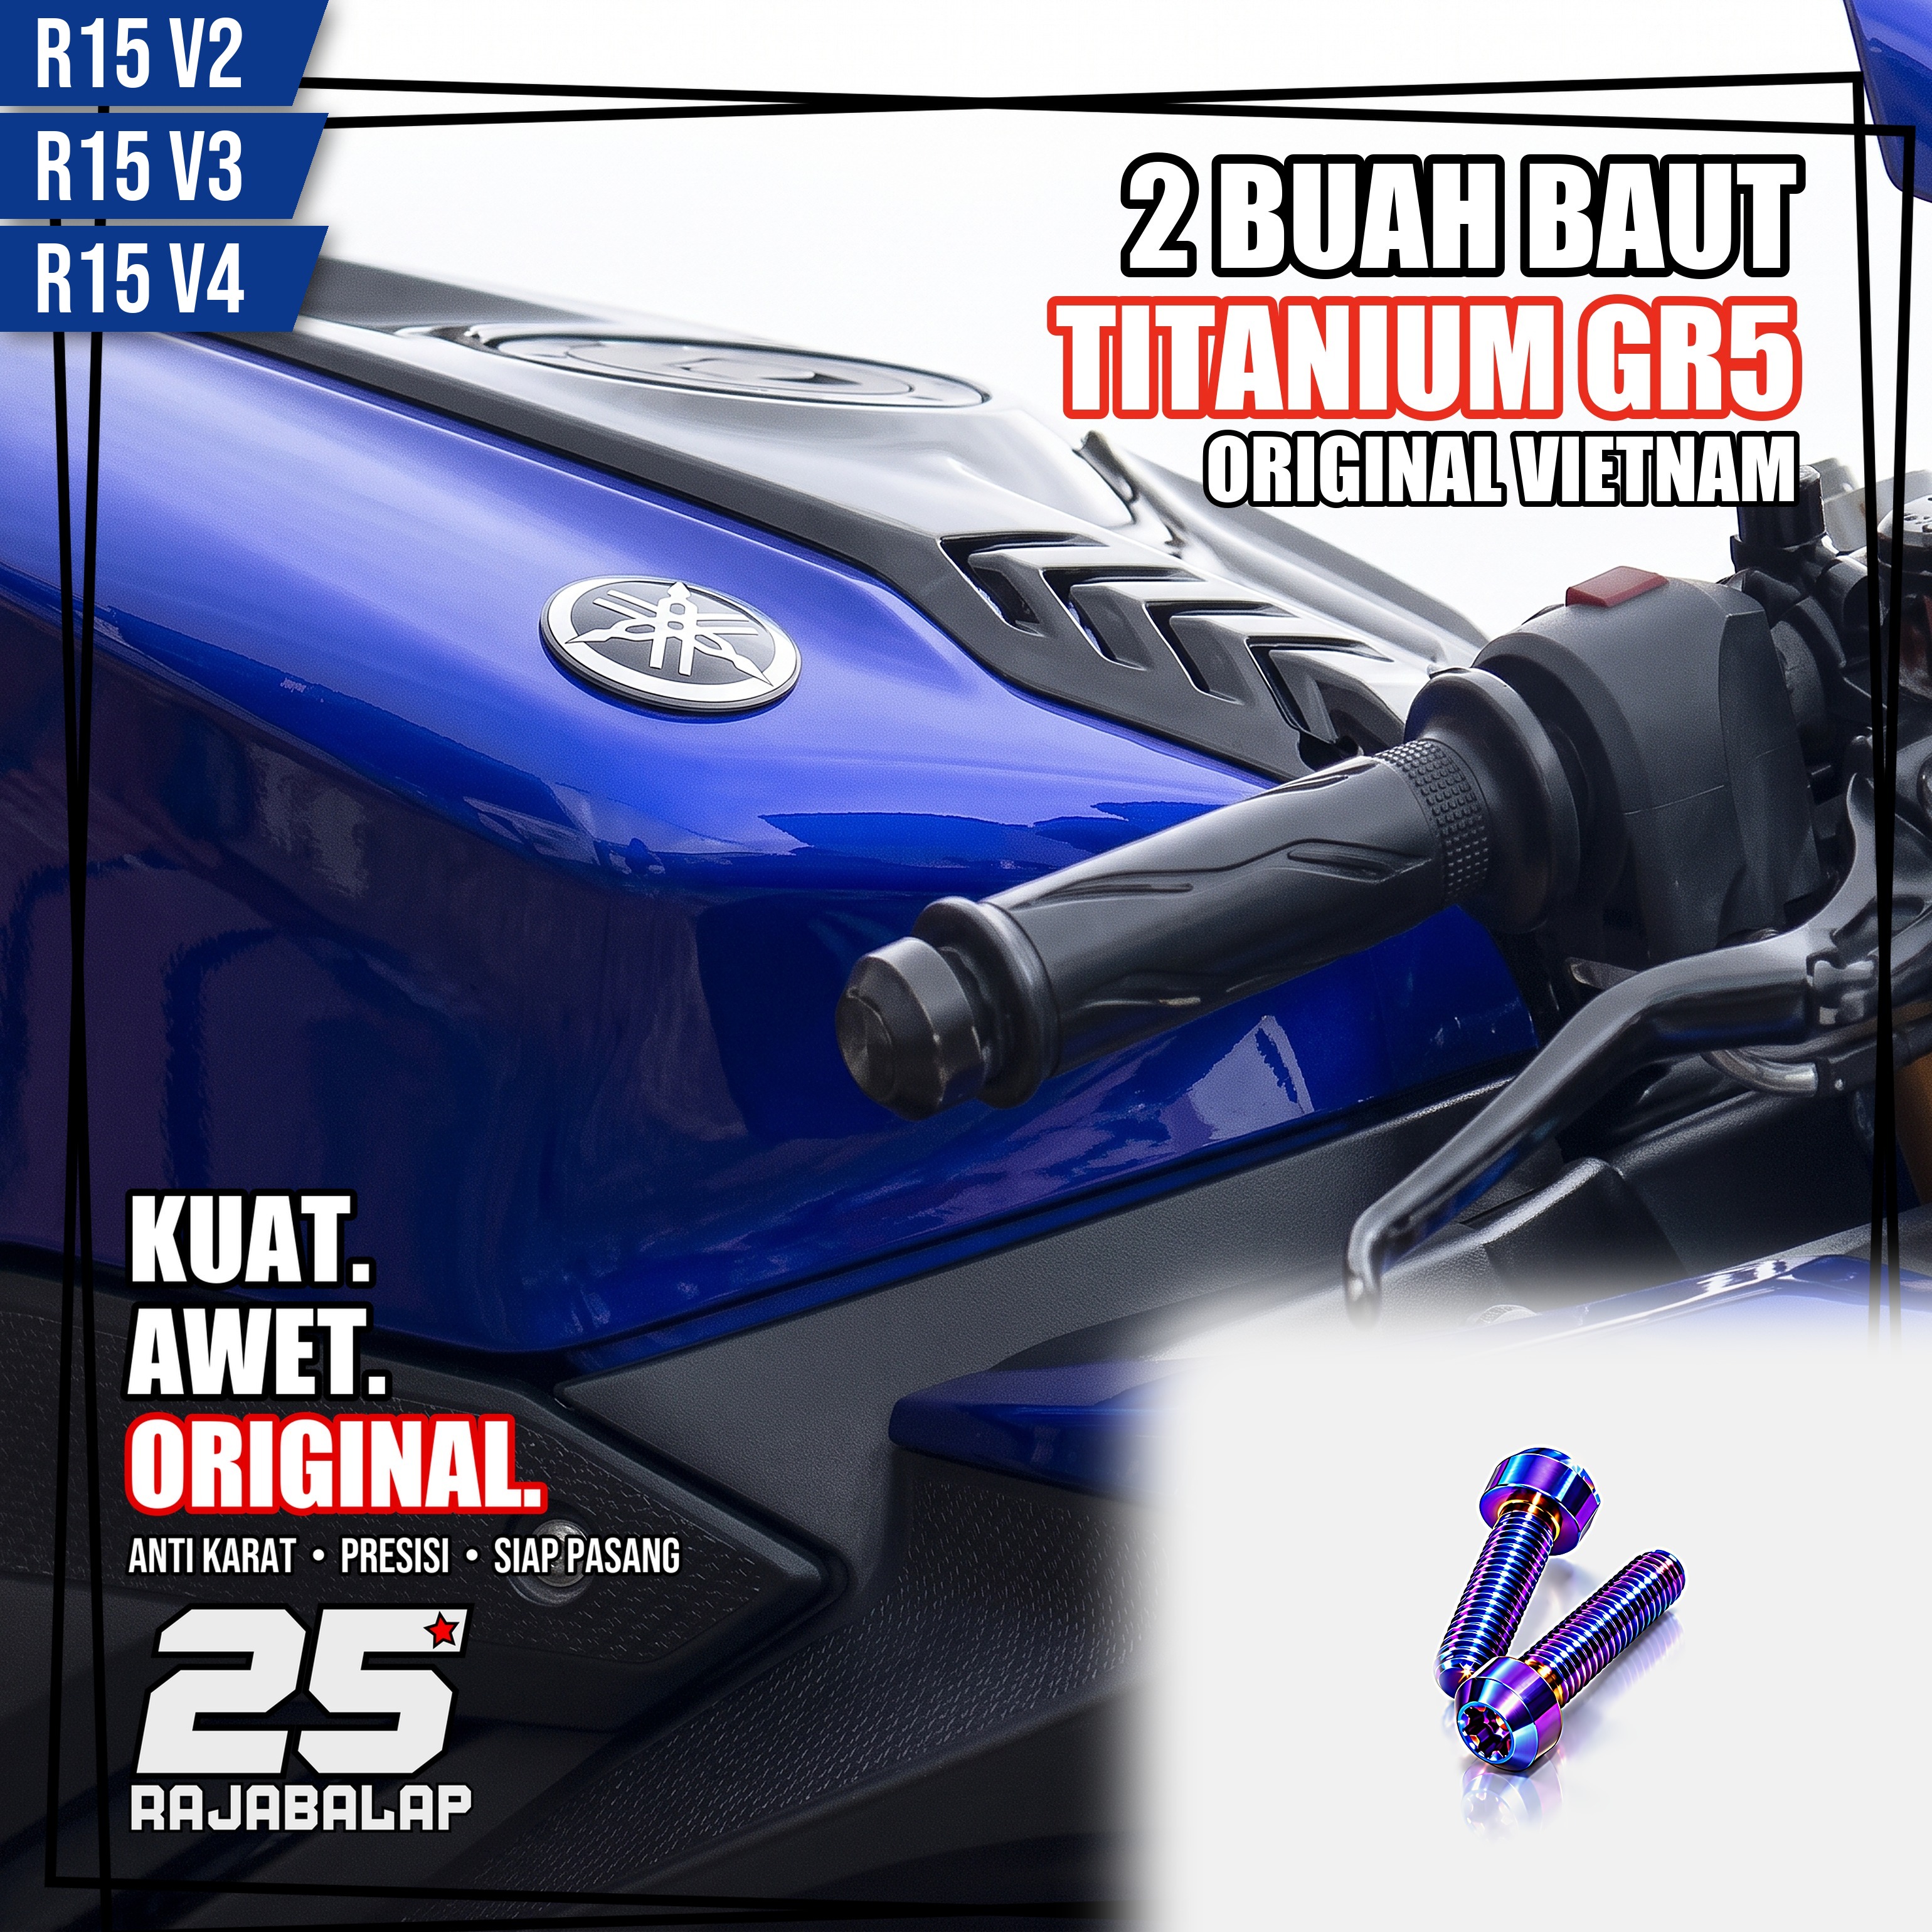 R15 V2
R15 V3
R15 V4
2 BUAH BAUT
TITANIUM GR5
ORIGINAL VIETNAM
KUAT.
AWET.
ORIGINAL.
ANTI KARAT • PRESISI • SIAP PASANG
25
RAJABALAP